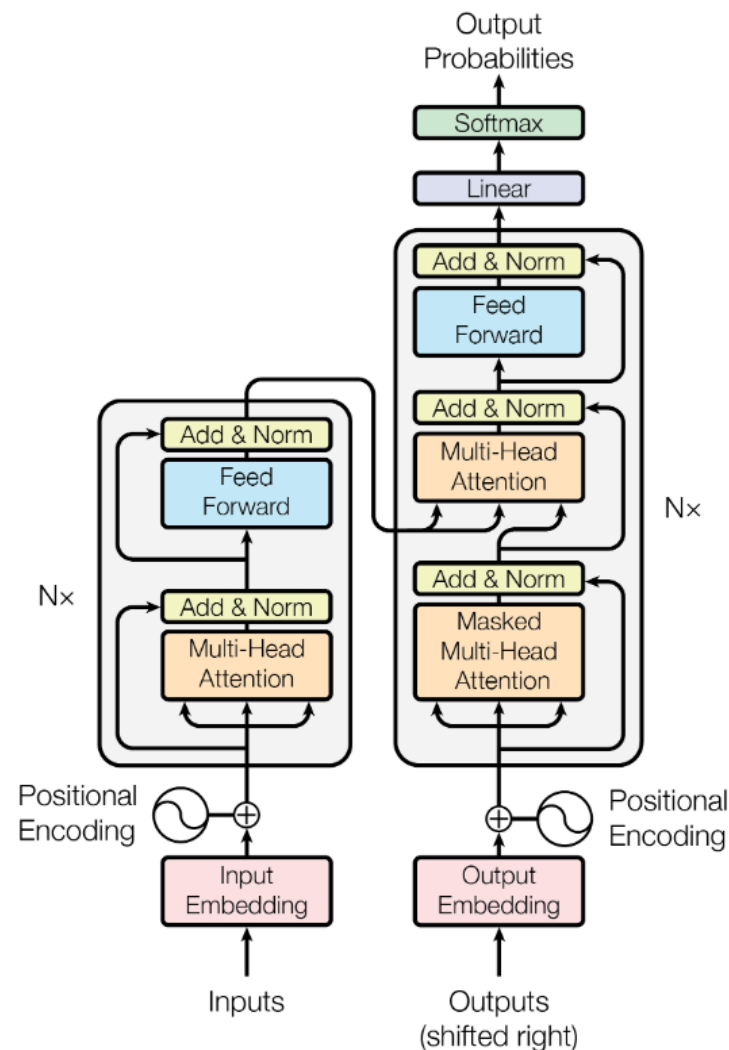 Output
Probabilities
Softmax
Linear
Add & Norm
Feed
Forward
Add & Norm
Multi-Head
Attention
Add & Norm
Masked
Multi-Head
Attention
N×
Add & Norm
Feed
Forward
Add & Norm
Multi-Head
Attention
N×
Positional
Encoding
Positional
Encoding
Input
Embedding
Output
Embedding
Inputs
Outputs
(shifted right)